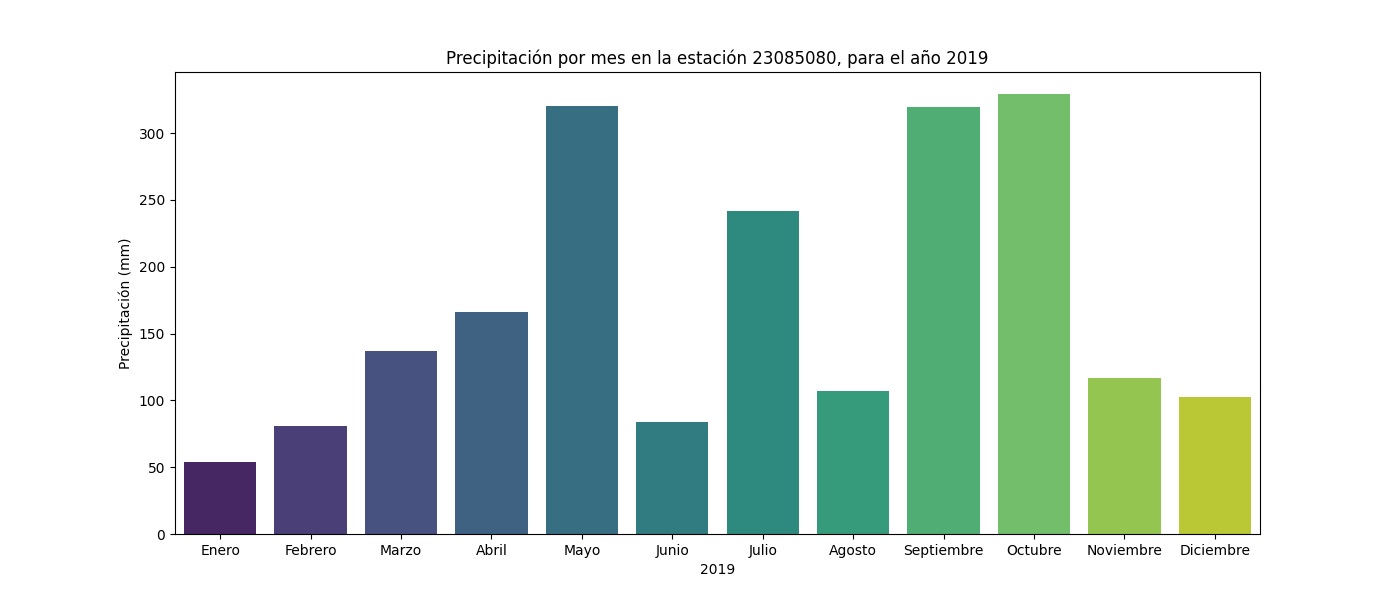 Precipitación por mes en la estación 23085080, para el año 2019
Precipitación (mm)
300
250
200
150
100
50
0
Enero Febrero Marzo Abril Mayo Junio Julio Agosto Septiembre Octubre Noviembre Diciembre
2019